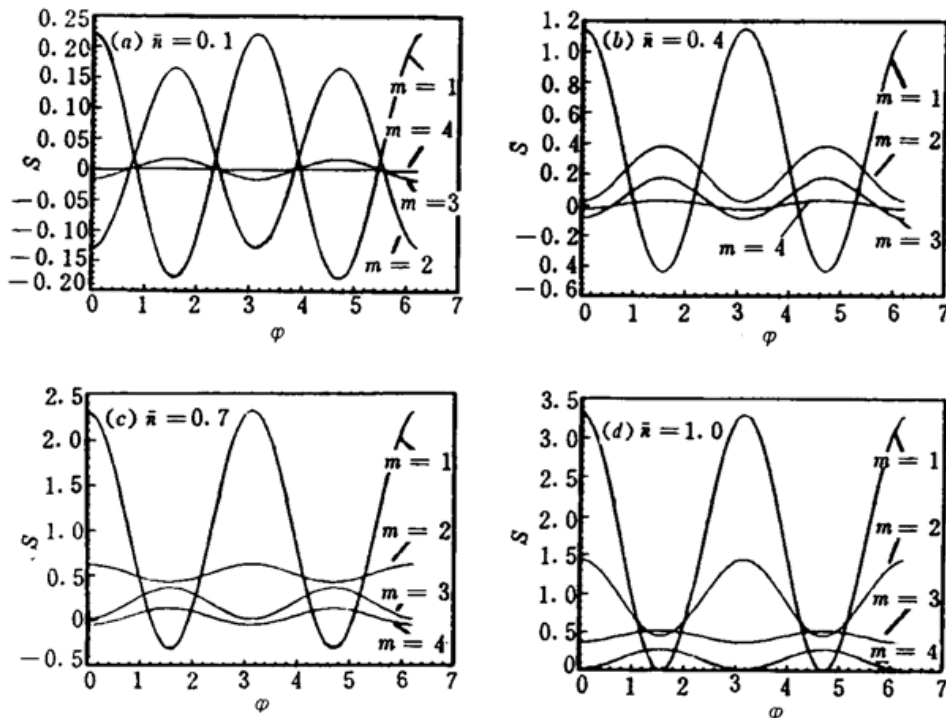 (a) n̄ = 0.1
0.25
0.20
0.15
0.10
0.05
0
−0.05
−0.10
−0.15
−0.20
S
m = 1
m = 4
m = 3
m = 2
0 1 2 3 4 5 6 7
φ
(b) n̄ = 0.4
1.2
1.0
0.8
0.6
0.4
0.2
0
−0.2
0.4
−0.6
S
m = 1
m = 2
m = 3
m = 4
0 1 2 3 4 5 6 7
φ
(c) n̄ = 0.7
2.5
2.0
1.5
1.0
0.5
0
−0.5
S
m = 1
m = 2
m = 3
m = 4
0 1 2 3 4 5 6 7
φ
(d) n̄ = 1.0
3.5
3.0
2.5
2.0
1.5
1.0
0.5
0
S
m = 1
m = 2
m = 3
m = 4
0 1 2 3 4 5 6 7
φ